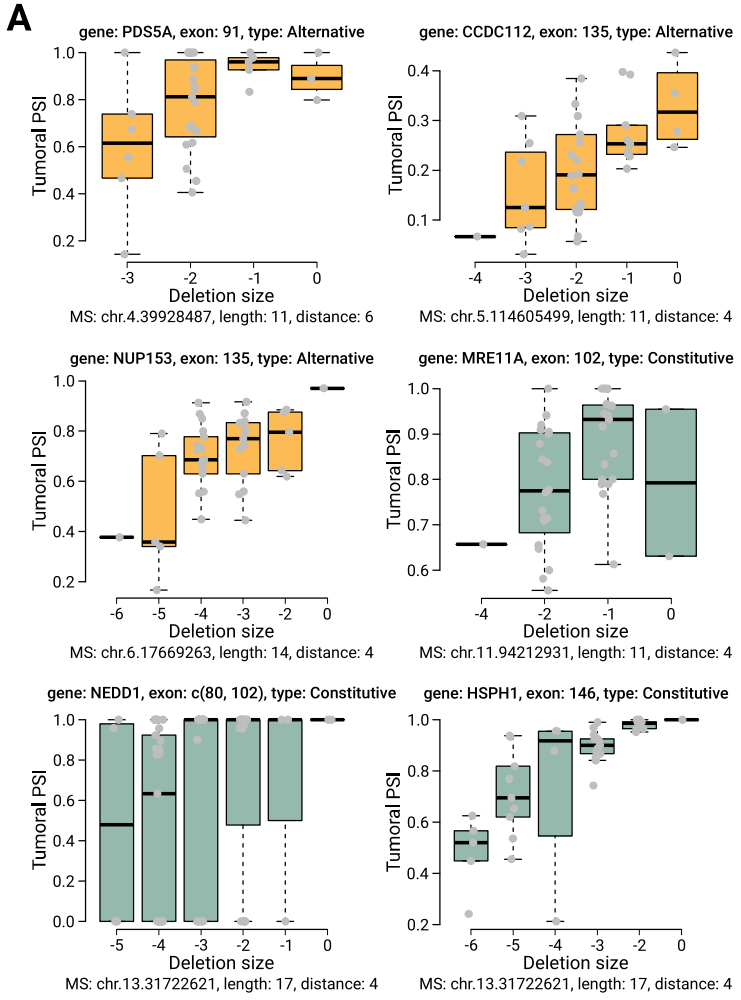 A
gene: PDS5A, exon: 91, type: Alternative
Tumoral PSI
1.0
0.8
0.6
0.4
0.2
-3 -2 -1 0
Deletion size
MS: chr.4.39928487, length: 11, distance: 6
gene: CCDC112, exon: 135, type: Alternative
Tumoral PSI
0.4
0.3
0.2
0.1
-4 -3 -2 -1 0
Deletion size
MS: chr.5.114605499, length: 11, distance: 4
gene: NUP153, exon: 135, type: Alternative
Tumoral PSI
1.0
0.8
0.6
0.4
0.2
-6 -5 -4 -3 -2 0
Deletion size
MS: chr.6.17669263, length: 14, distance: 4
gene: MRE11A, exon: 102, type: Constitutive
Tumoral PSI
1.0
0.9
0.8
0.7
0.6
-4 -2 -1 0
Deletion size
MS: chr.11.94212931, length: 11, distance: 4
gene: NEDD1, exon: c(80, 102), type: Constitutive
Tumoral PSI
1.0
0.8
0.6
0.4
0.2
0.0
-5 -4 -3 -2 -1 0
Deletion size
MS: chr.13.31722621, length: 17, distance: 4
gene: HSPH1, exon: 146, type: Constitutive
Tumoral PSI
1.0
0.8
0.6
0.4
0.2
-6 -5 -4 -3 -2 0
Deletion size
MS: chr.13.31722621, length: 17, distance: 4